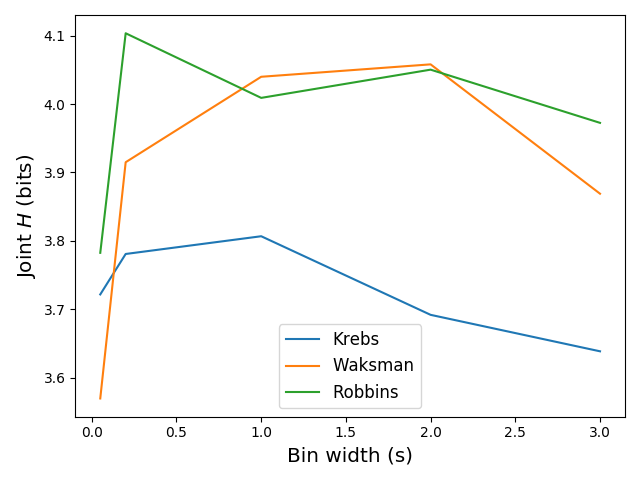 4.1
4.0
3.9
3.8
3.7
3.6
Joint H (bits)
Krebs
Waksman
Robbins
0.0 0.5 1.0 1.5 2.0 2.5 3.0
Bin width (s)